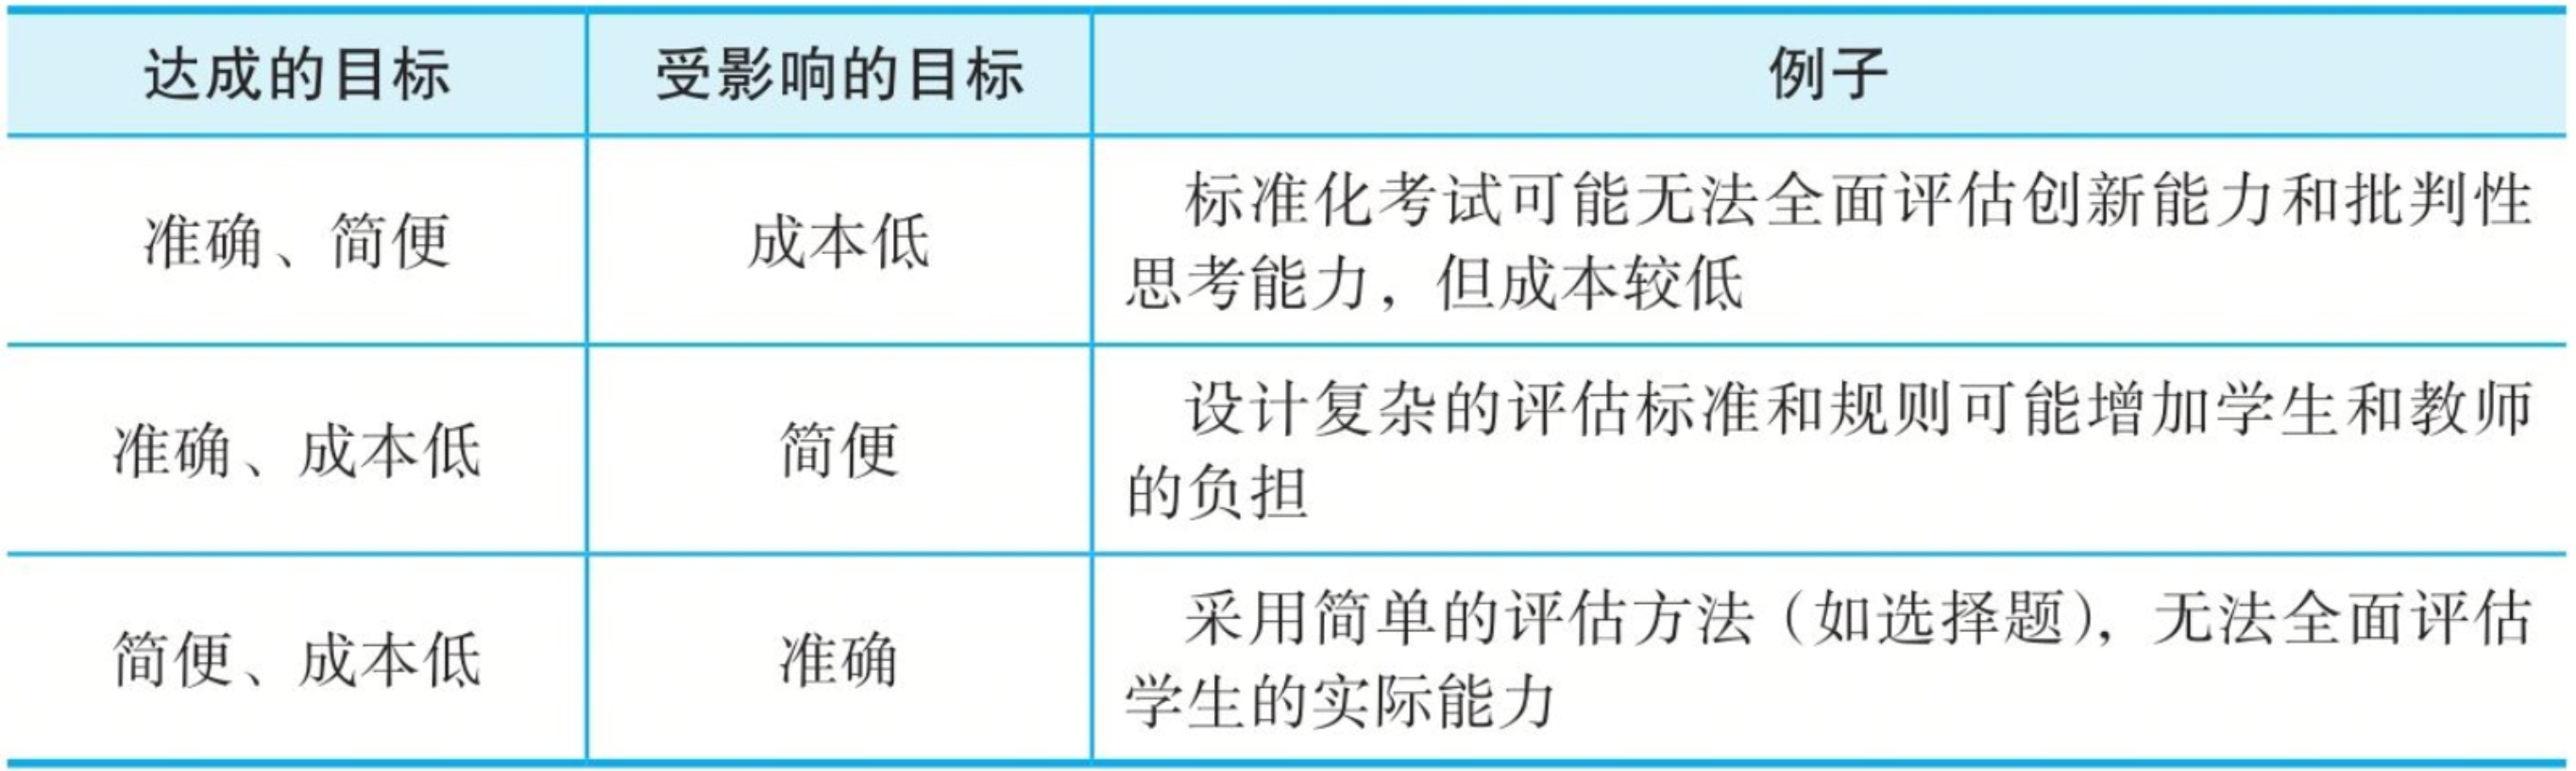 达成的目标 受影响的目标 例子
准确、简便 成本低 标准化考试可能无法全面评估创新能力和批判性
思考能力，但成本较低
准确、成本低 简便 设计复杂的评估标准和规则可能增加学生和教师
的负担
简便、成本低 准确 采用简单的评估方法（如选择题），无法全面评估
学生的实际能力